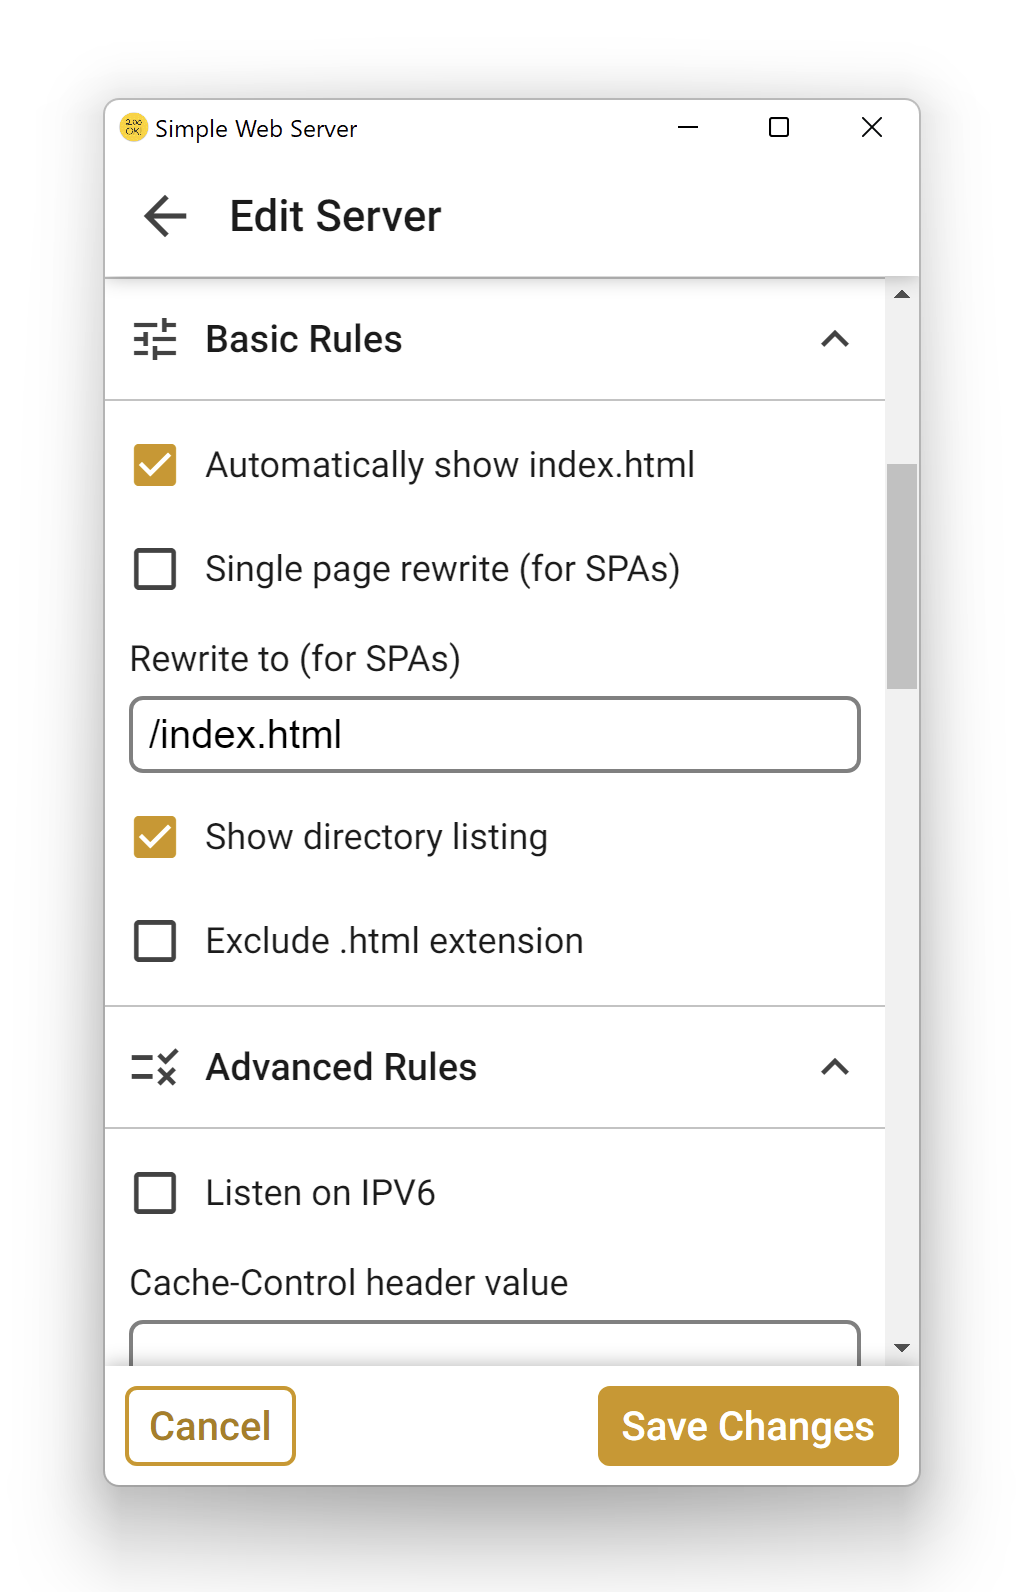 200
OK!
Simple Web Server
Edit Server
Basic Rules
Automatically show index.html
Single page rewrite (for SPAs)
Rewrite to (for SPAs)
/index.html
Show directory listing
Exclude .html extension
Advanced Rules
Listen on IPV6
Cache-Control header value
Cancel
Save Changes